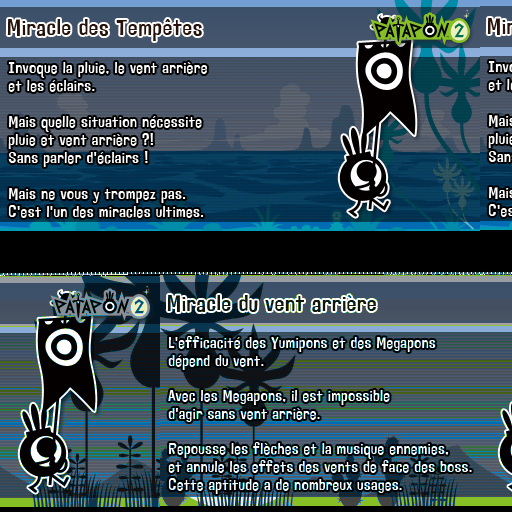 Miracle des Tempêtes
PATAPON 2
Invoque la pluie, le vent arrière
et les éclairs.
Mais quelle situation nécessite
pluie et vent arrière ?!
Sans parler d'éclairs !
Mais ne vous y trompez pas.
C'est l'un des miracles ultimes.
PATAPON 2
Miracle du vent arrière
L'efficacité des Yumipons et des Megapons
dépend du vent.
Avec les Megapons, il est impossible
d'agir sans vent arrière.
Repousse les flèches et la musique ennemies,
et annule les effets des vents de face des boss.
Cette aptitude a de nombreux usages.